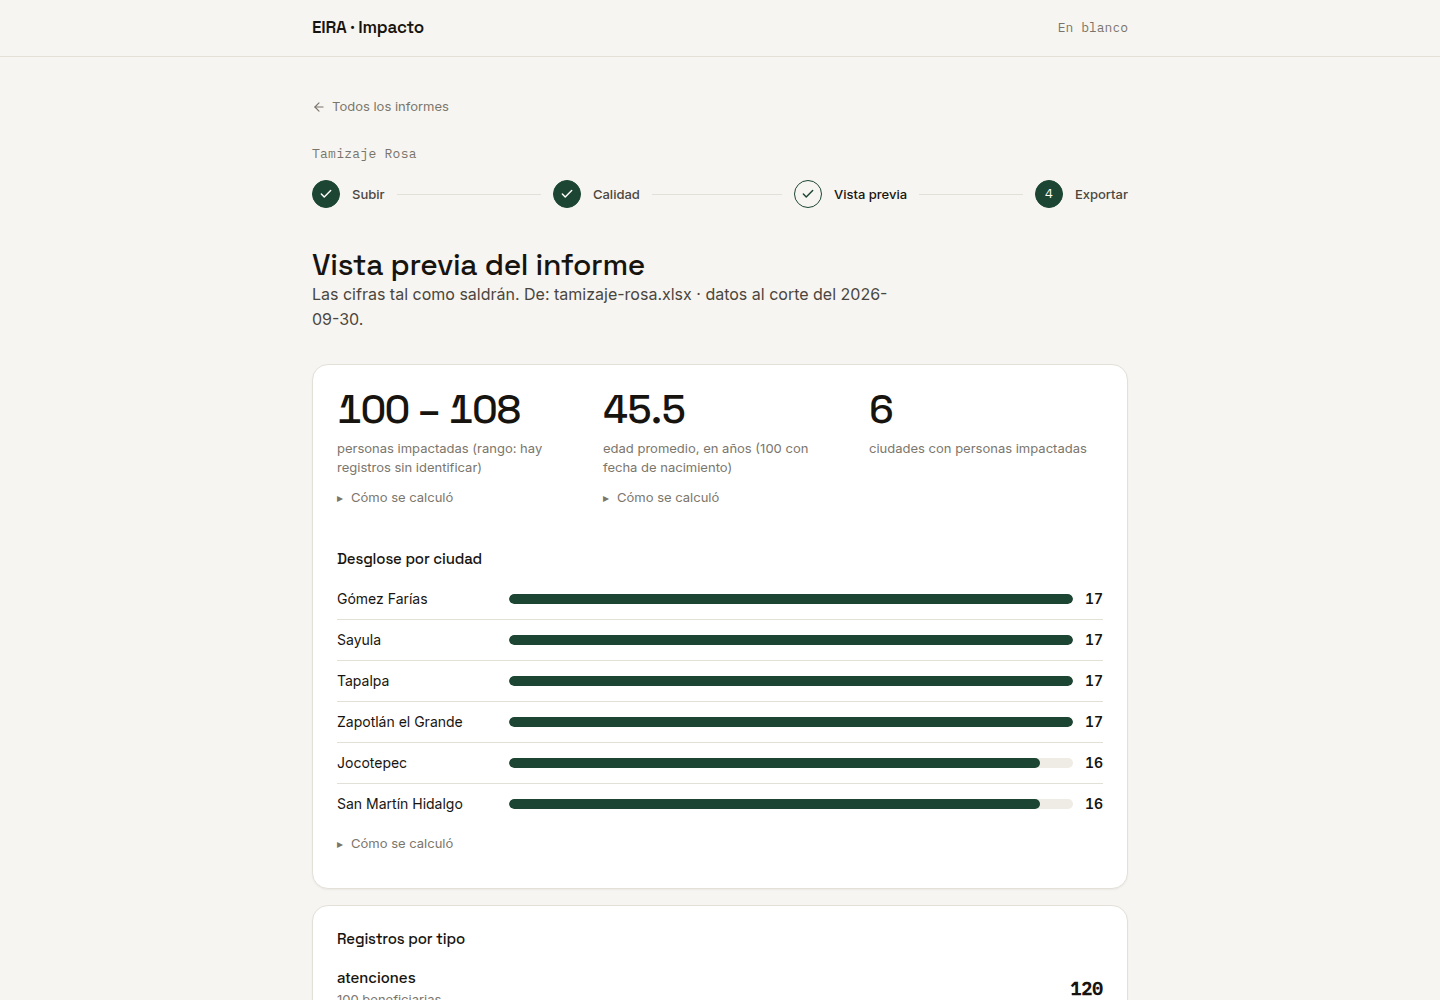 EIRA · Impacto
En blanco
← Todos los informes
Tamizaje Rosa
Subir
Calidad
Vista previa
4 Exportar
Vista previa del informe
Las cifras tal como saldrán. De: tamizaje-rosa.xlsx · datos al corte del 2026-
09-30.
100 – 108
personas impactadas (rango: hay
registros sin identificar)
▸ Cómo se calculó
45.5
edad promedio, en años (100 con
fecha de nacimiento)
▸ Cómo se calculó
6
ciudades con personas impactadas
Desglose por ciudad
Gómez Farías 17
Sayula 17
Tapalpa 17
Zapotlán el Grande 17
Jocotepec 16
San Martín Hidalgo 16
▸ Cómo se calculó
Registros por tipo
atenciones
100 beneficiarias
120